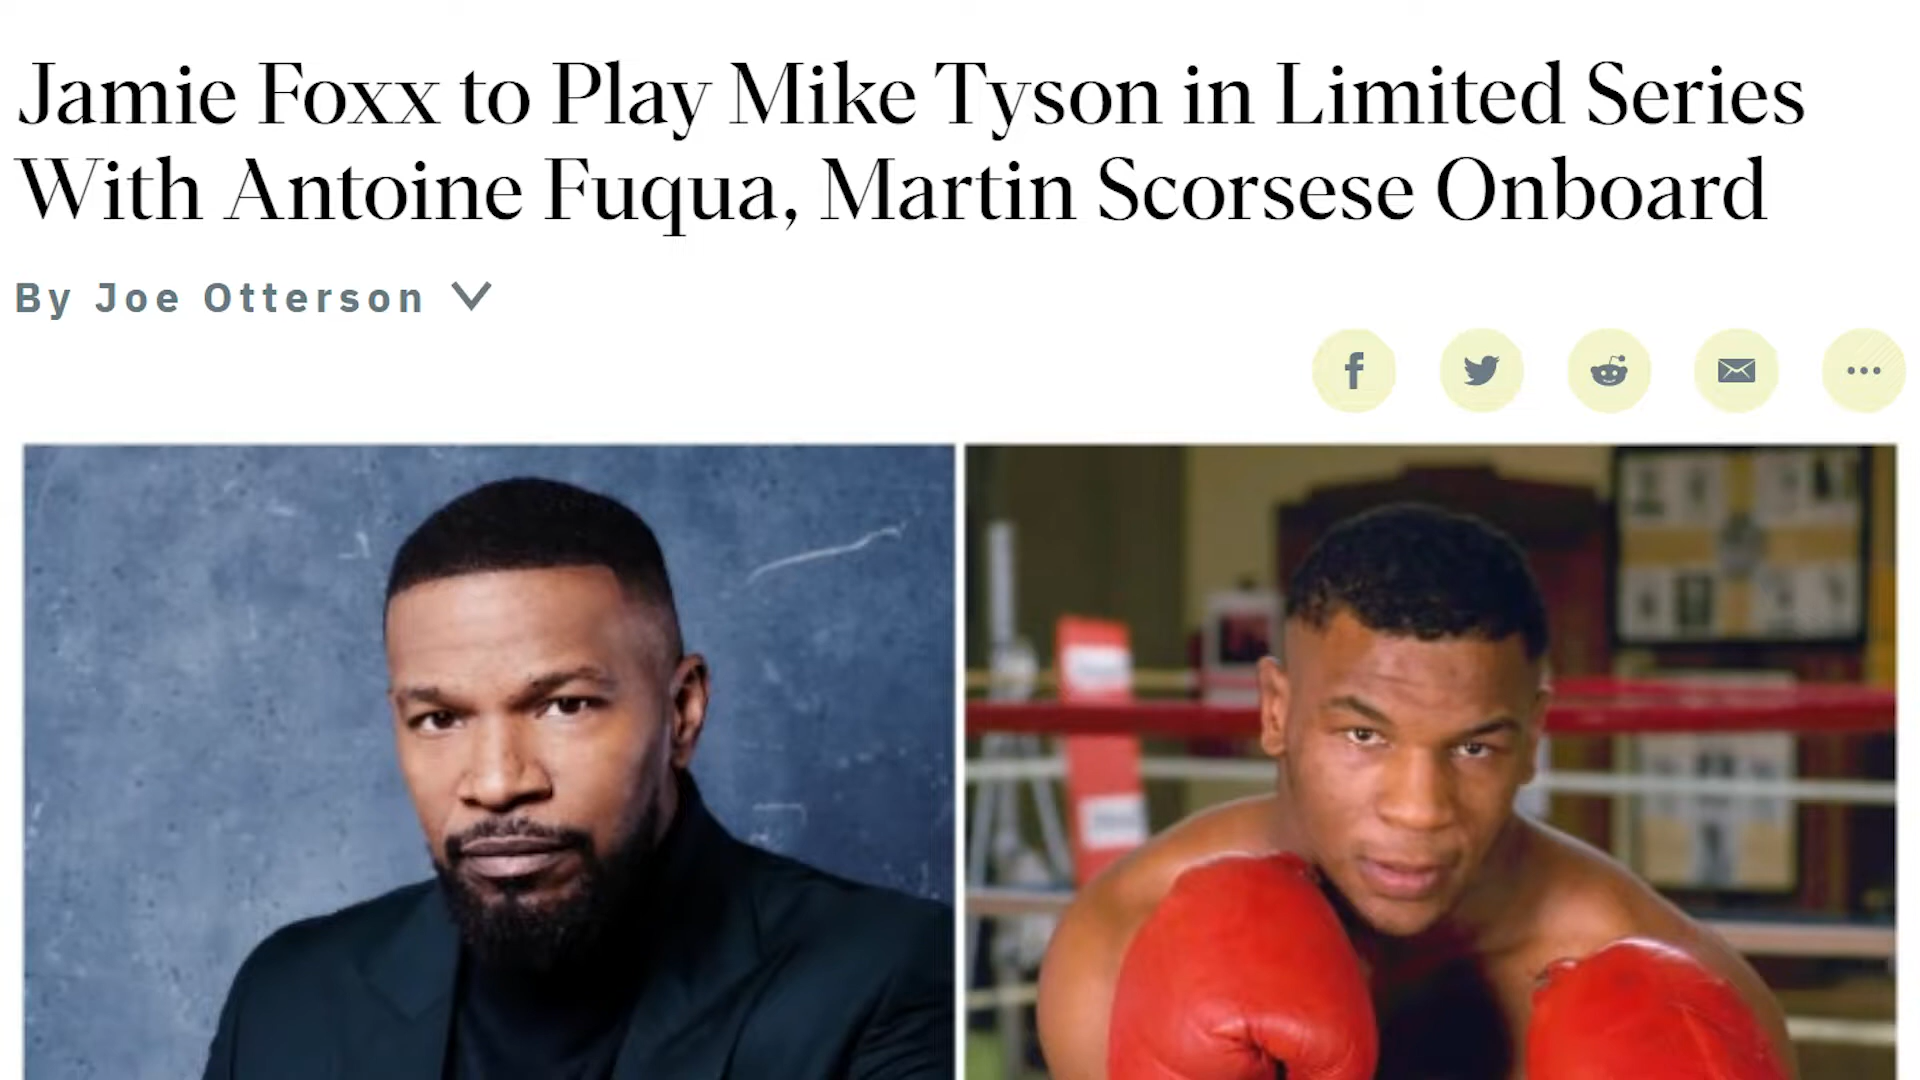 Jamie Foxx to Play Mike Tyson in Limited Series
With Antoine Fuqua, Martin Scorsese Onboard
By Joe Otterson